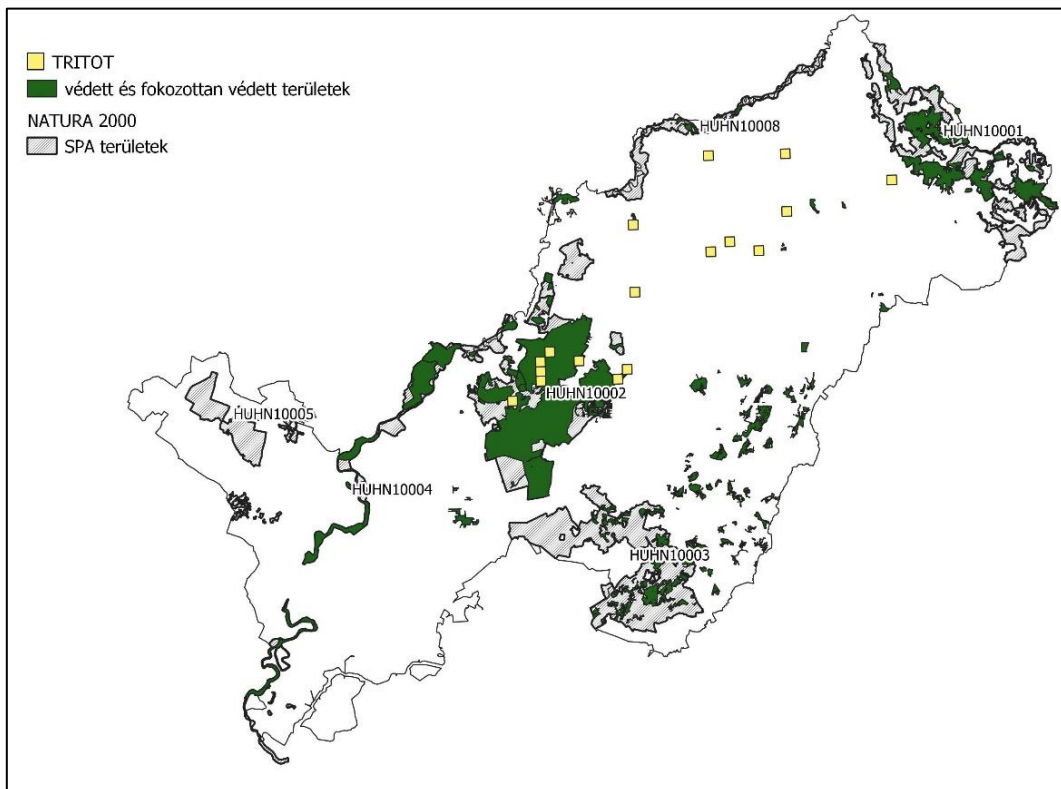 TRITOT
védett és fokozottan védett területek
NATURA 2000
SPA területek
HUHN10008
HUHN10001
HUHN10002
HUHN10005
HUHN10004
HUHN10003